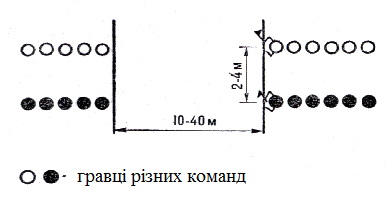 2-4 м
10-40 м
- гравці різних команд